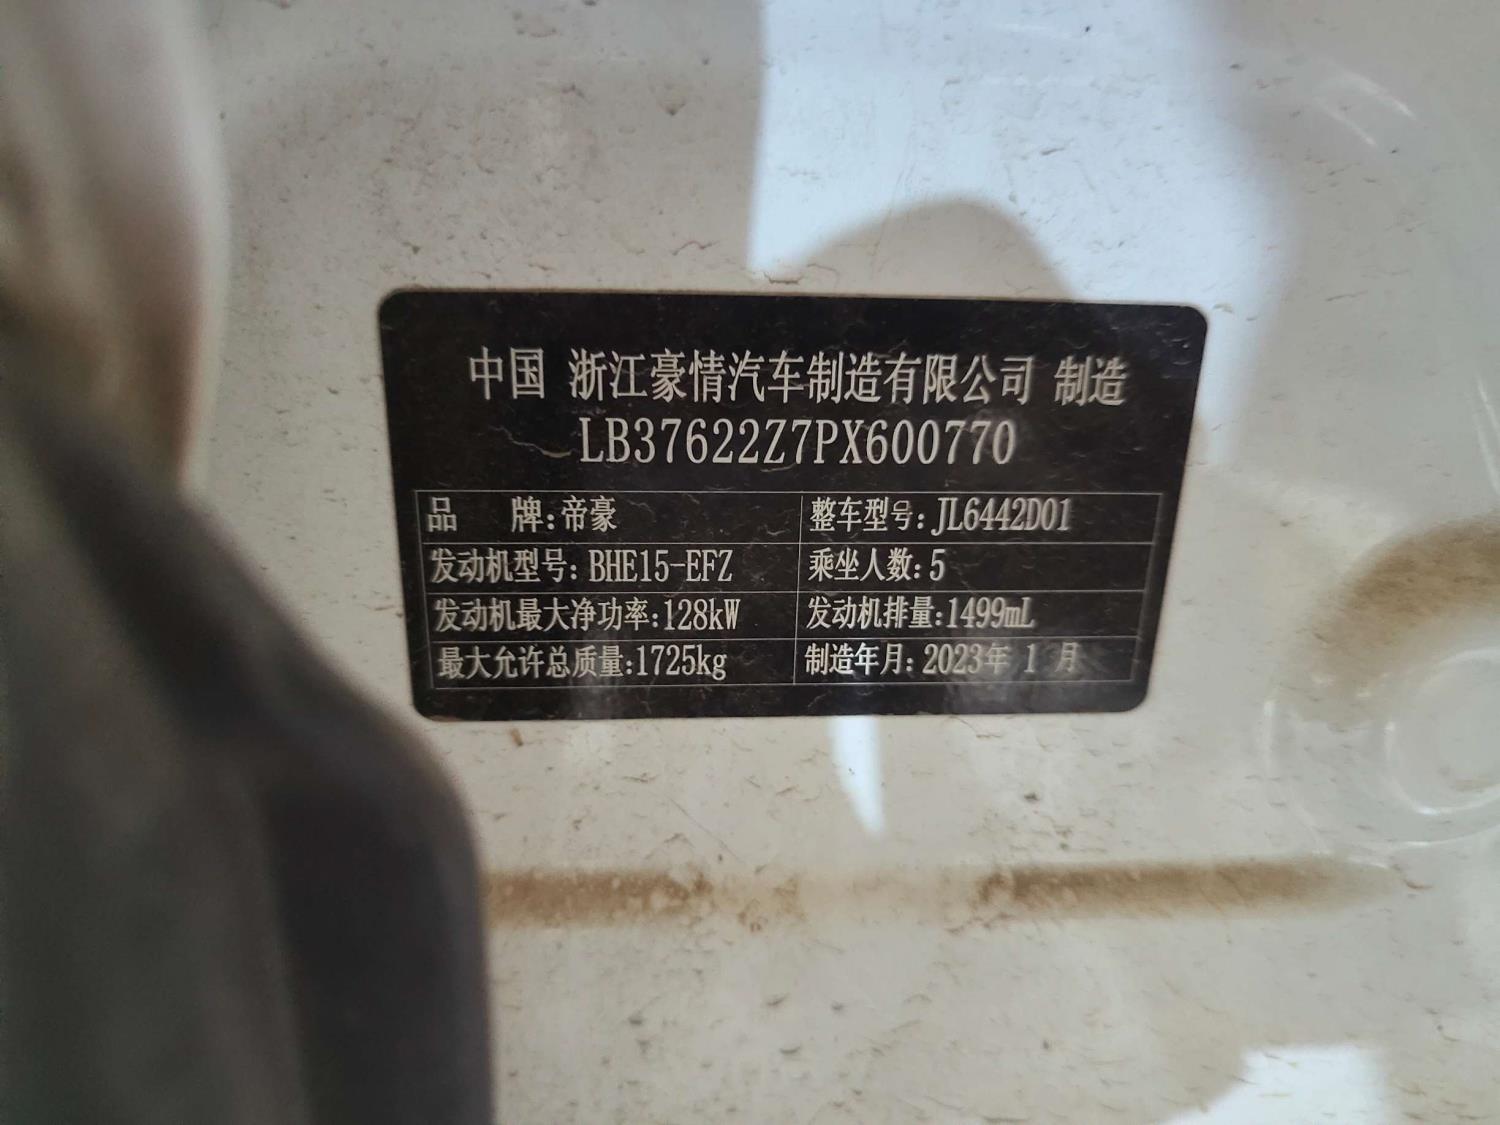 中国 浙江豪情汽车制造有限公司 制造
LB37622Z7PX600770
品 牌:帝豪 整车型号:JL6442D01
发动机型号:BHE15-EFZ 乘坐人数:5
发动机最大净功率:128kW 发动机排量:1499mL
最大允许总质量:1725kg 制造年月:2023年 1 月